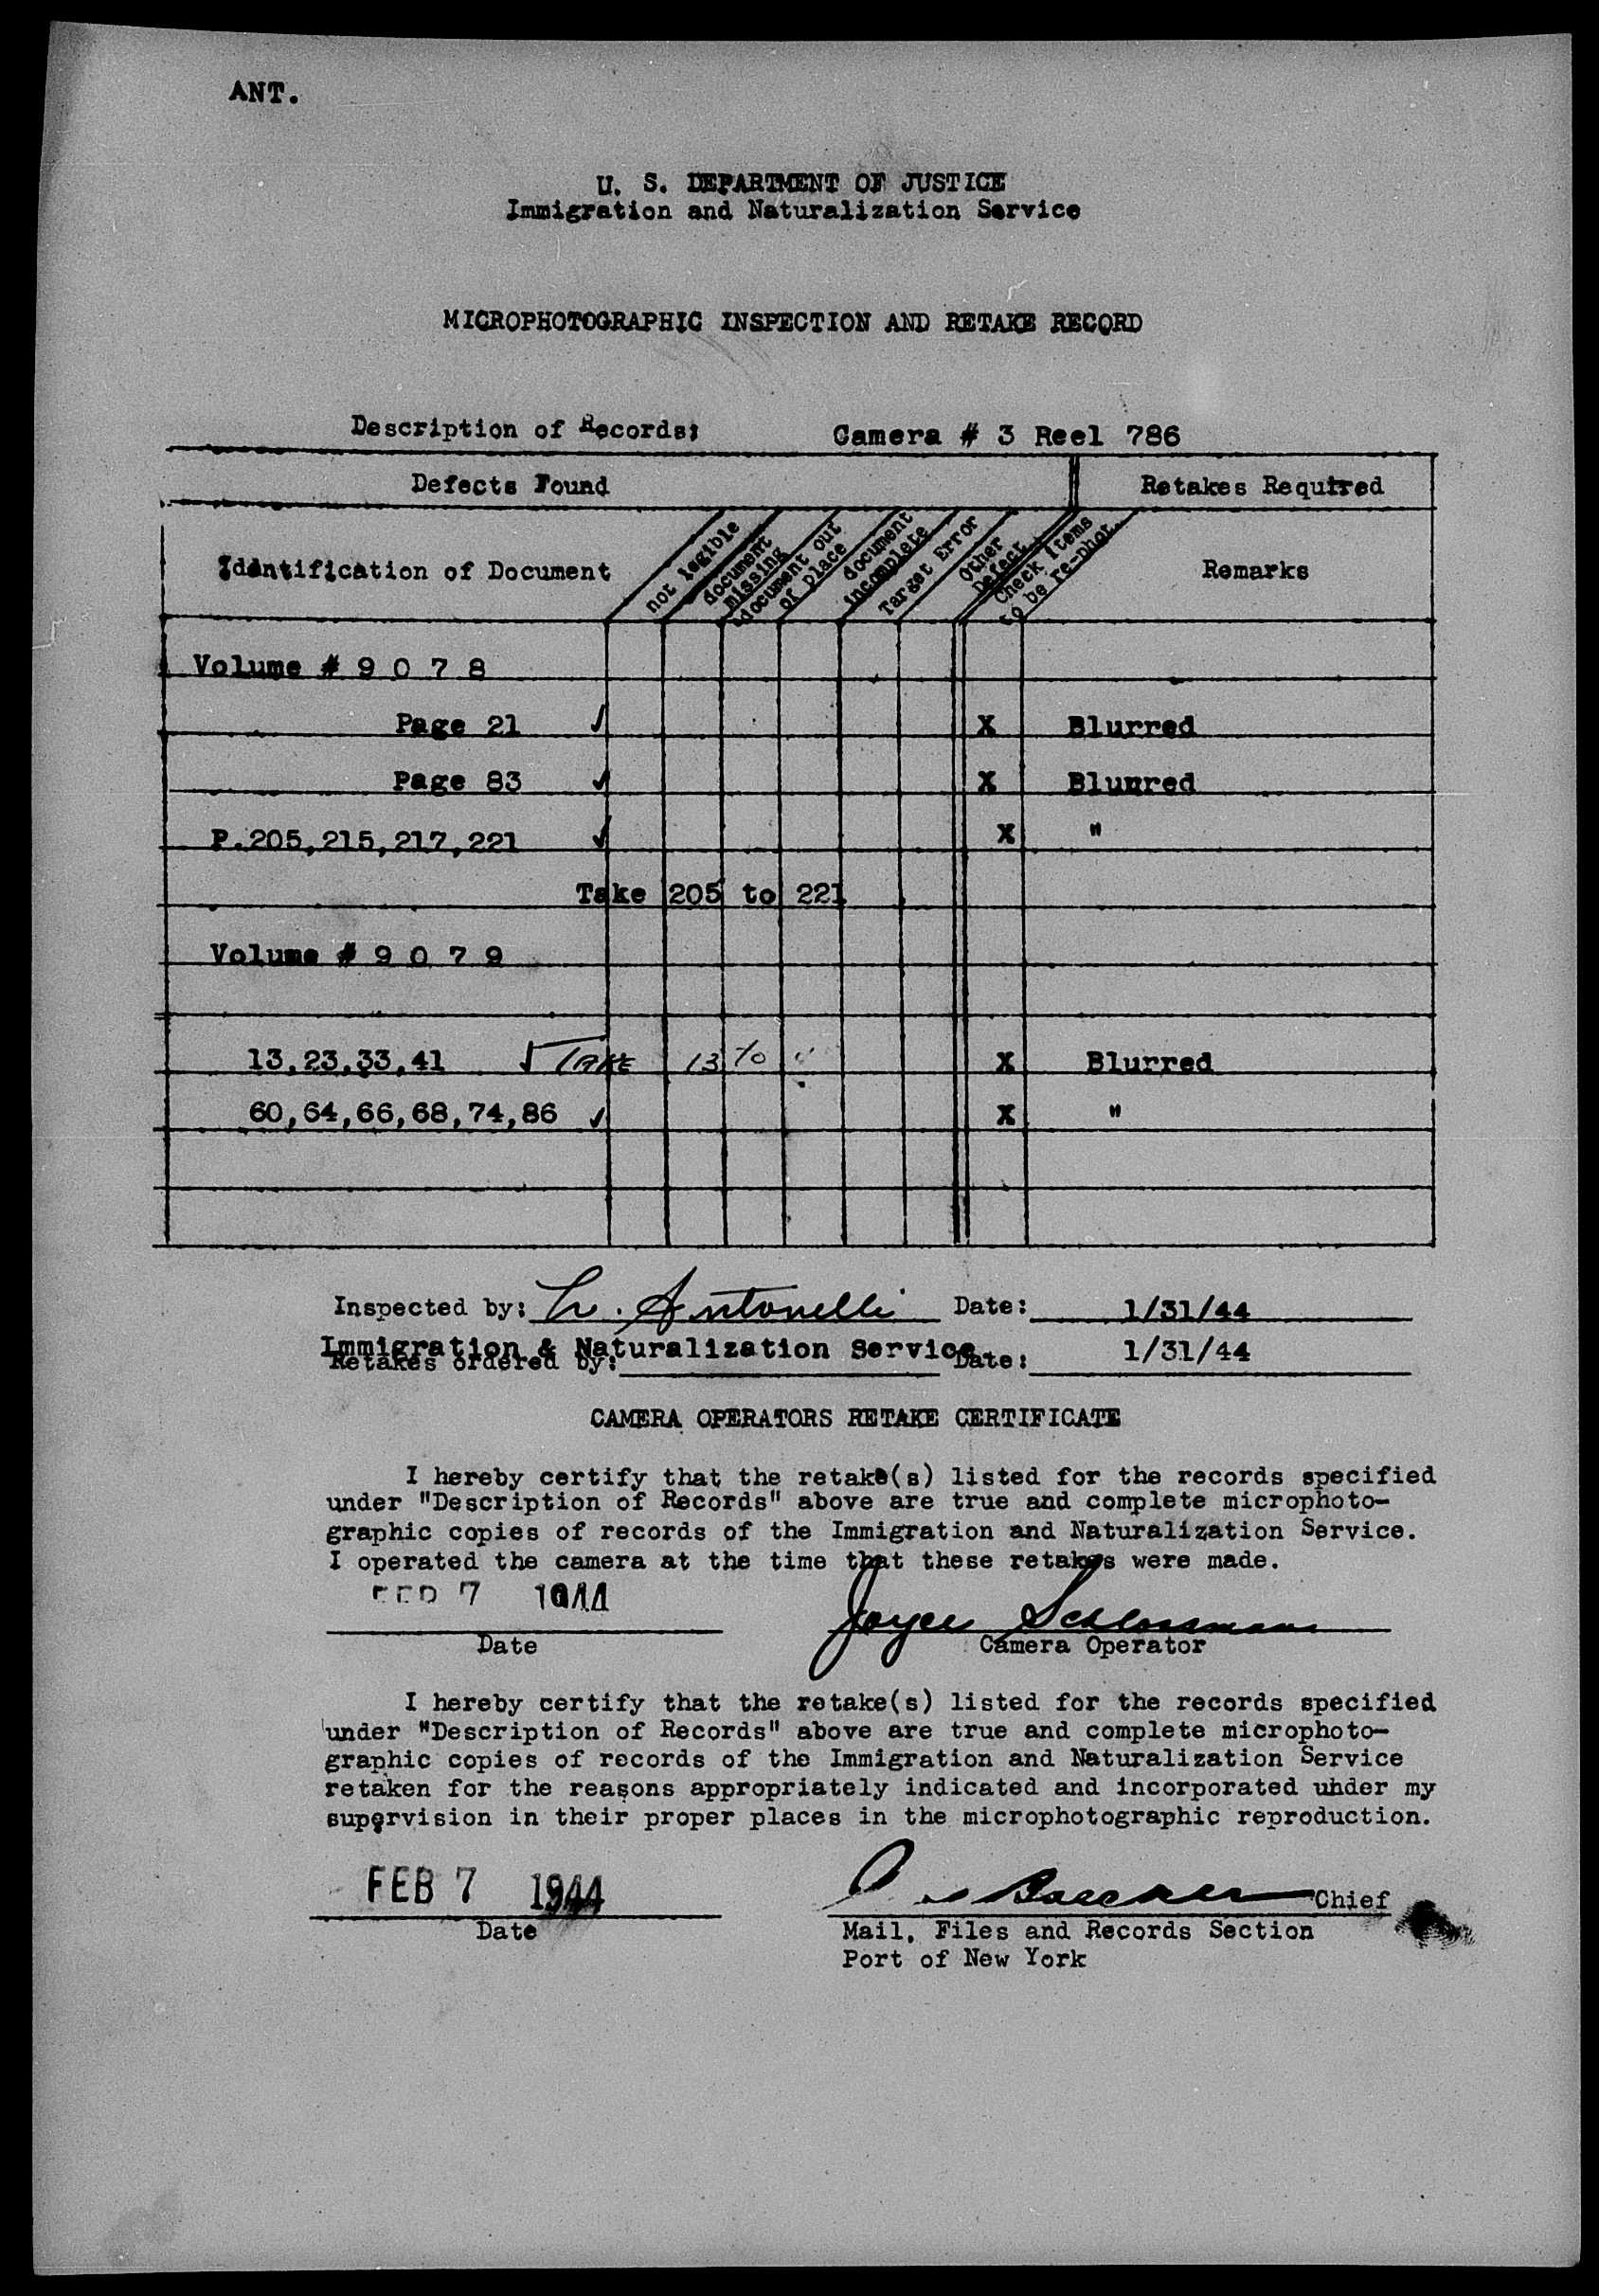 ANT.
U. S. DEPARTMENT OF JUSTICE
Immigration and Naturalization Service
MICROPHOTOGRAPHIC INSPECTION AND RETAKE RECORD
Description of Records: Camera # 3 Reel 786
Defects Found Retakes Required
Identification of Document
not legible
document missing
document out of place
document incomplete
Target Error
Other Defect
Check items to be re-phot.
Remarks
Volume # 9 0 7 8
Page 21 ✓ X Blurred
Page 83 ✓ X Blunred
P.205,215,217,221 ✓ X "
Take 205 to 221
Volume # 9 0 7 9
13,23,33,41 ✓ TAKE 13 TO X Blurred
60,64,66,68,74,86 ✓ X "
Inspected by: L. Antonelli Date: 1/31/44
Immigration & Naturalization Service
Retakes ordered by: Date: 1/31/44
CAMERA OPERATORS RETAKE CERTIFICATE
I hereby certify that the retake(s) listed for the records specified
under "Description of Records" above are true and complete microphoto-
graphic copies of records of the Immigration and Naturalization Service.
I operated the camera at the time that these retakes were made.
FEB 7 1944 Joyce Schlossman
Date Camera Operator
I hereby certify that the retake(s) listed for the records specified
under "Description of Records" above are true and complete microphoto-
graphic copies of records of the Immigration and Naturalization Service
retaken for the reasons appropriately indicated and incorporated under my
supervision in their proper places in the microphotographic reproduction.
FEB 7 1944 Chief
Date Mail, Files and Records Section
Port of New York